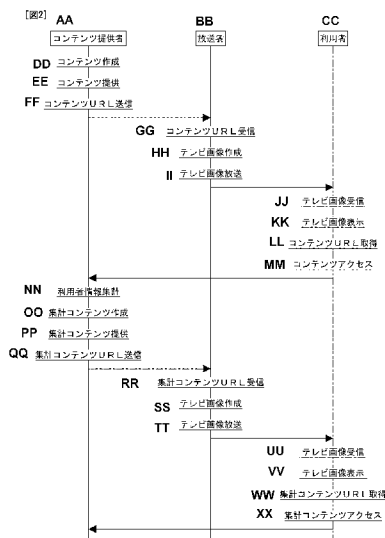 [図2]
AA BB CC
コンテンツ提供者 放送者 利用者
DD コンテンツ作成
EE コンテンツ提供
FF コンテンツURL送信
GG コンテンツURL受信
HH テレビ画像作成
II テレビ画像放送
JJ テレビ画像受信
KK テレビ画像表示
LL コンテンツURL取得
MM コンテンツアクセス
NN 利用者情報集計
OO 集計コンテンツ作成
PP 集計コンテンツ提供
QQ 集計コンテンツURL送信
RR 集計コンテンツURL受信
SS テレビ画像作成
TT テレビ画像放送
UU テレビ画像受信
VV テレビ画像表示
WW 集計コンテンツURL取得
XX 集計コンテンツアクセス